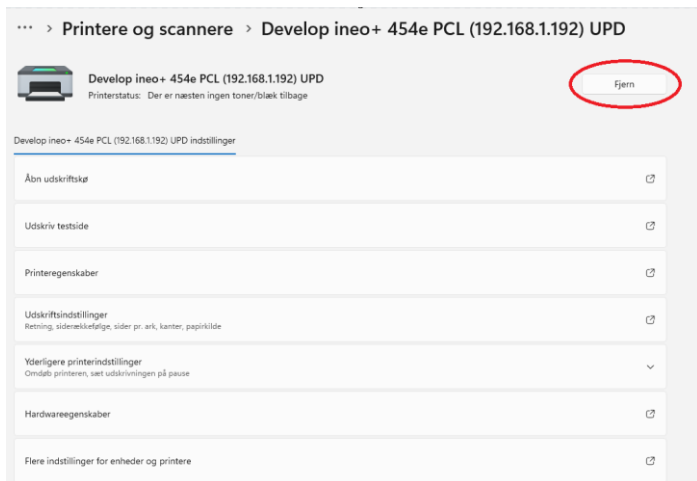 ··· > Printere og scannere > Develop ineo+ 454e PCL (192.168.1.192) UPD
Develop ineo+ 454e PCL (192.168.1.192) UPD
Printerstatus: Der er næsten ingen toner/blæk tilbage
Fjern
Develop ineo+ 454e PCL (192.168.1.192) UPD indstillinger
Åbn udskriftskø
Udskriv testside
Printeregenskaber
Udskriftsindstillinger
Retning, siderækkefølge, sider pr. ark, kanter, papirkilde
Yderligere printerindstillinger
Omdøb printeren, sæt udskrivningen på pause
Hardwareegenskaber
Flere indstillinger for enheder og printere